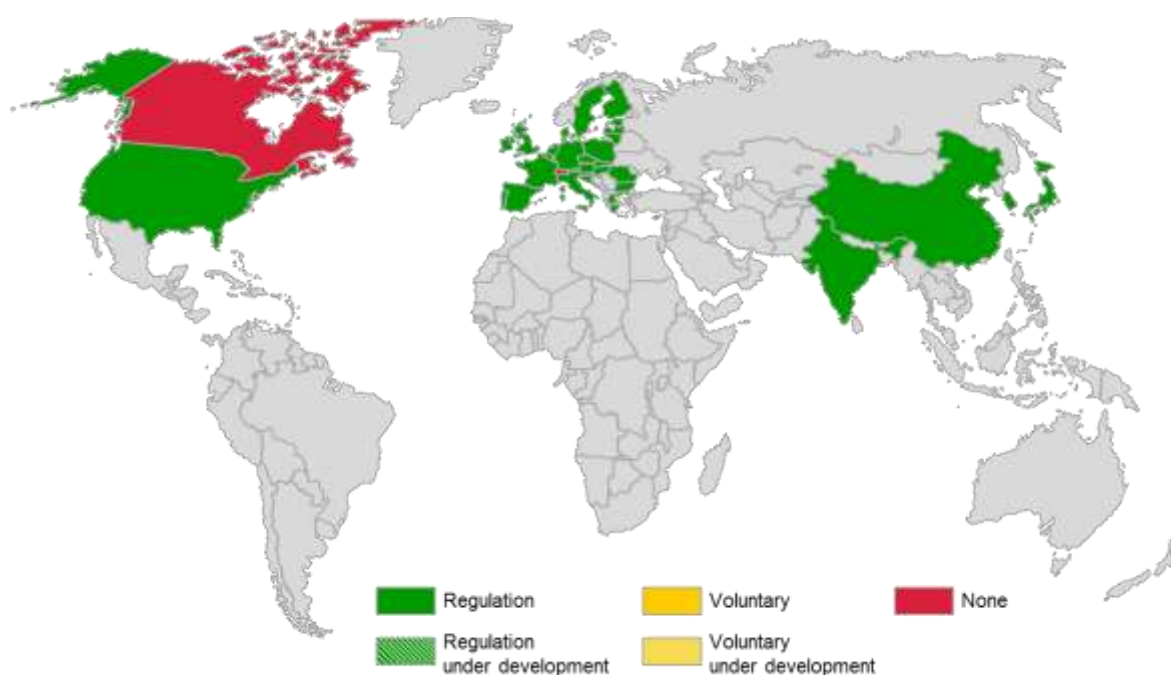 Regulation
Voluntary
None
Regulation
under development
Voluntary
under development